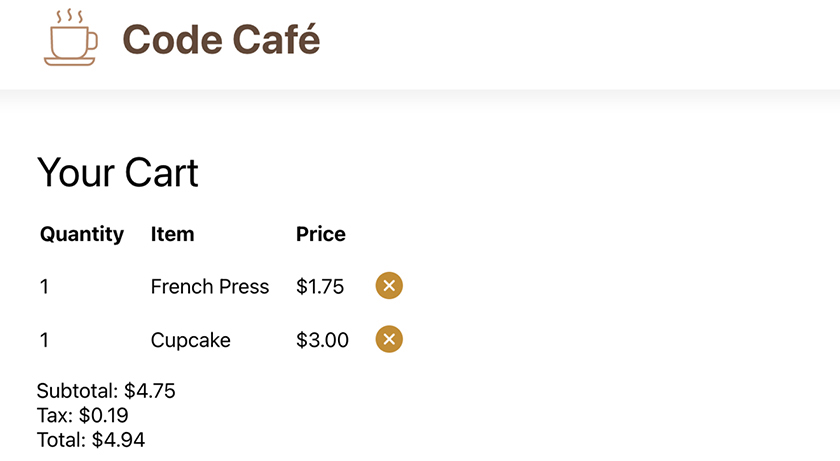 Code Café
Your Cart
Quantity Item Price
1 French Press $1.75
1 Cupcake $3.00
Subtotal: $4.75
Tax: $0.19
Total: $4.94